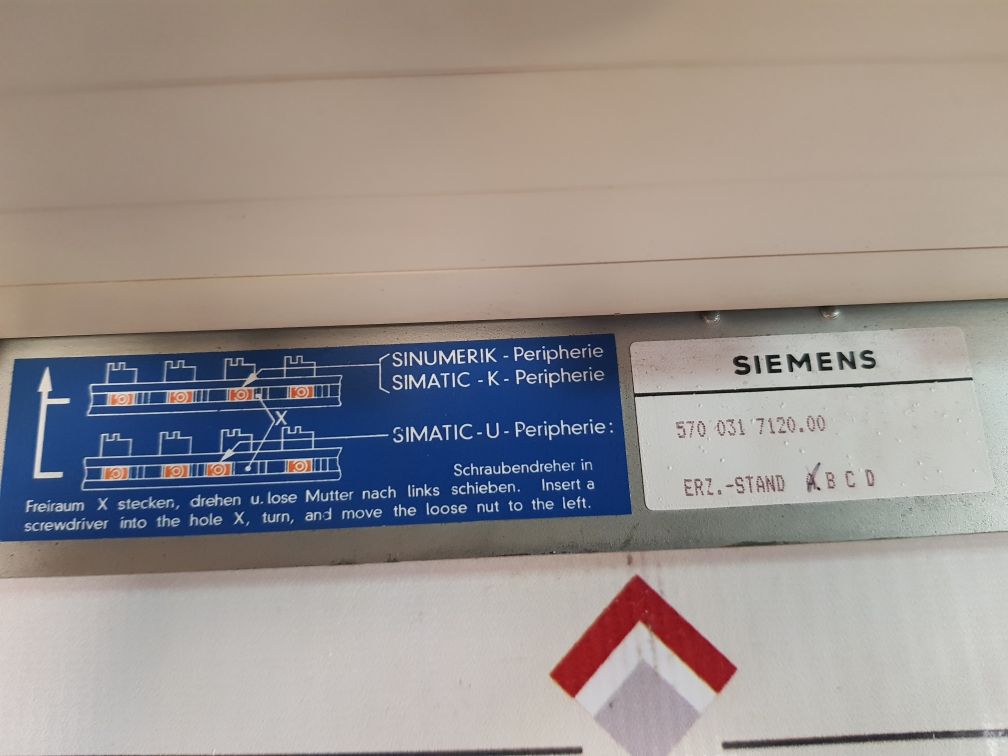 SINUMERIK - Peripherie
SIMATIC - K - Peripherie
X
SIMATIC - U - Peripherie :
Schraubendreher in
Freiraum X stecken, drehen u. lose Mutter nach links schieben. Insert a
screwdriver into the hole X, turn, and move the loose nut to the left.
SIEMENS
570 031 7120.00
ERZ.-STAND A B C D